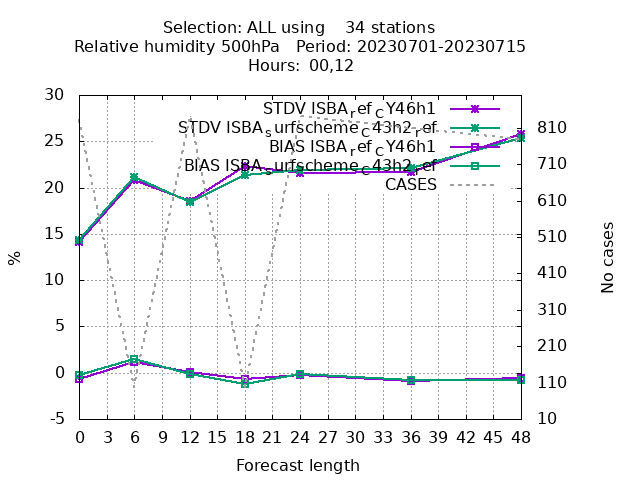 Selection: ALL using    34 stations
Relative humidity 500hPa   Period: 20230701-20230715
Hours: 00,12
STDV ISBA_ref_CY46h1
STDV ISBA_surfscheme_C43h2_ref
BIAS ISBA_ref_CY46h1
BIAS ISBA_surfscheme_C43h2_ref
CASES
30
25
20
15
10
5
0
-5
%
810
710
610
510
410
310
210
110
10
No cases
0 3 6 9 12 15 18 21 24 27 30 33 36 39 42 45 48
Forecast length